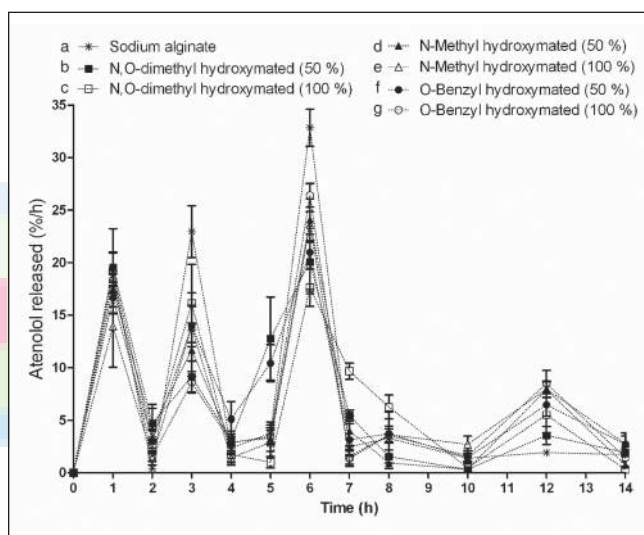 a Sodium alginate
b N,O-dimethyl hydroxymated (50 %)
c N,O-dimethyl hydroxymated (100 %)
d N-Methyl hydroxymated (50 %)
e N-Methyl hydroxymated (100 %)
f O-Benzyl hydroxymated (50 %)
g O-Benzyl hydroxymated (100 %)
Atenolol released (%/h)
35
30
25
20
15
10
5
0
0 1 2 3 4 5 6 7 8 9 10 11 12 13 14
Time (h)